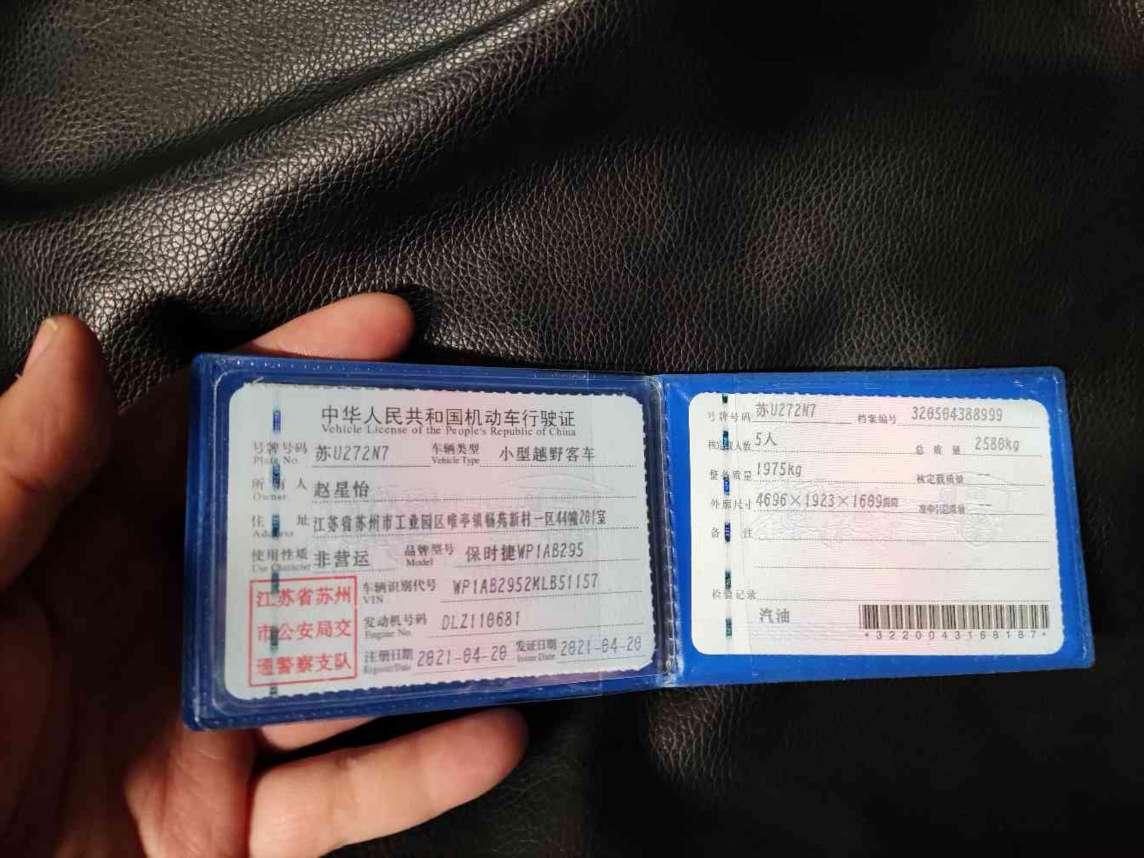 中华人民共和国机动车行驶证
Vehicle License of the People's Republic of China
号牌号码 苏U272N7 车辆类型 小型越野客车
Plate No. Vehicle Type
所有人 赵星怡
Owner
住址 江苏省苏州市工业园区唯亭镇畅苑新村一区44幢201室
Address
使用性质 非营运 品牌型号 保时捷WP1AB295
Use Character Model
江苏省苏州
市公安局交
通警察支队
车辆识别代号 WP1AB2952MLB51157
VIN
发动机号码 DLZ110681
Engine No.
注册日期 2021-04-20 发证日期 2021-04-20
Register Date Issue Date
号牌号码 苏U272N7 档案编号 320504388999
核定载人数 5人 总质量 2580kg
整备质量 1975kg 核定载质量 --
外廓尺寸 4696×1923×1609mm 准牵引总质量 --
备注
检验记录
汽油
*3220043168187*